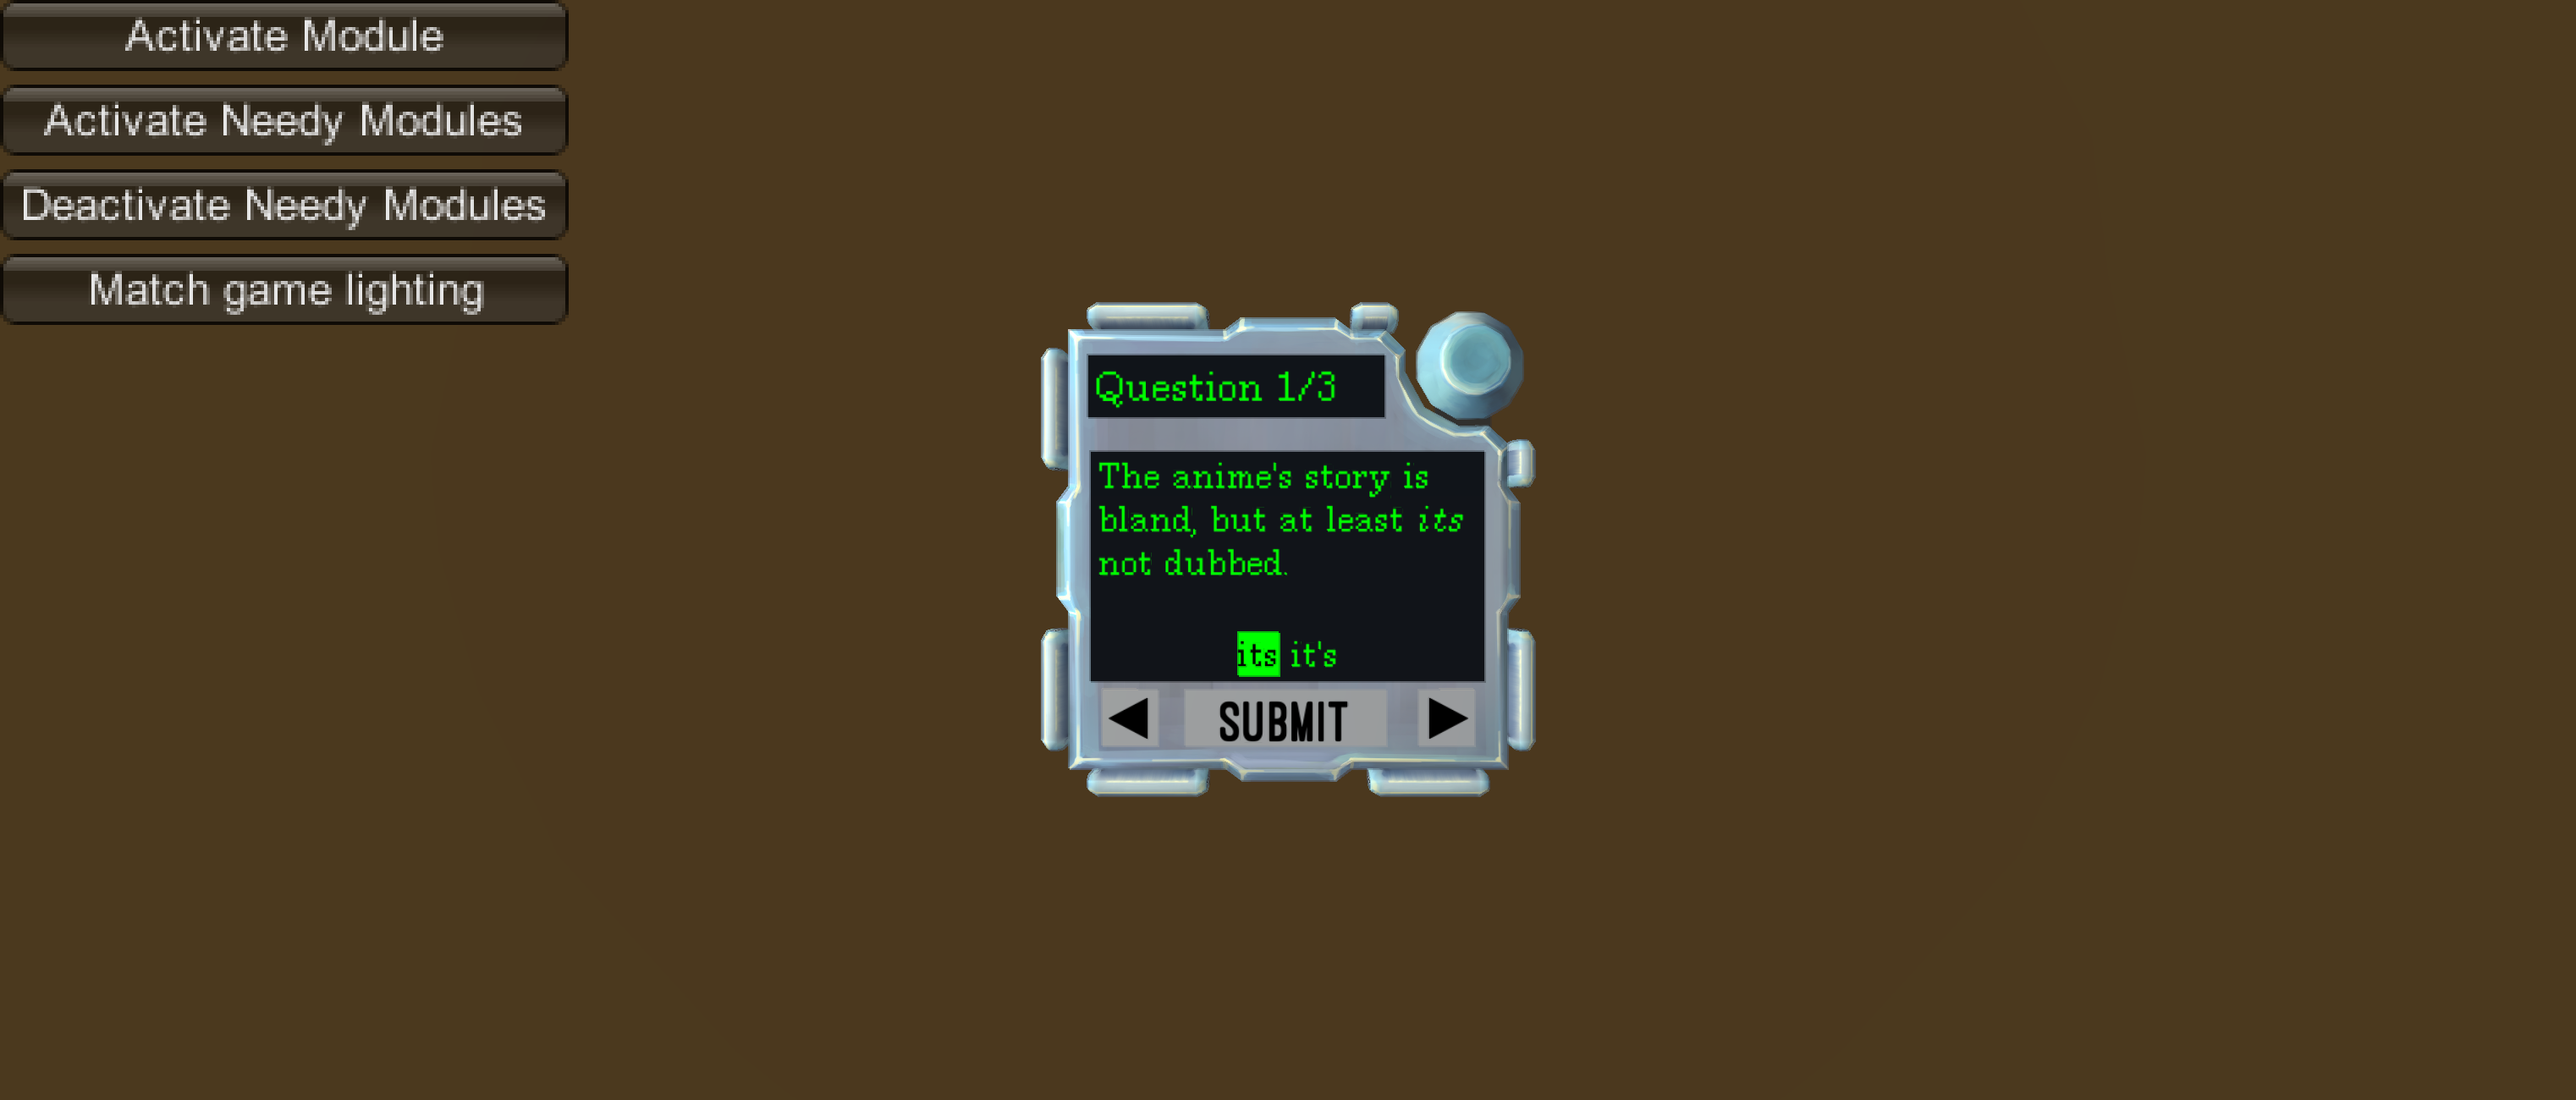 Activate Module
Activate Needy Modules
Deactivate Needy Modules
Match game lighting
Question 1/3
The anime's story is
bland, but at least its
not dubbed.
its it's
SUBMIT